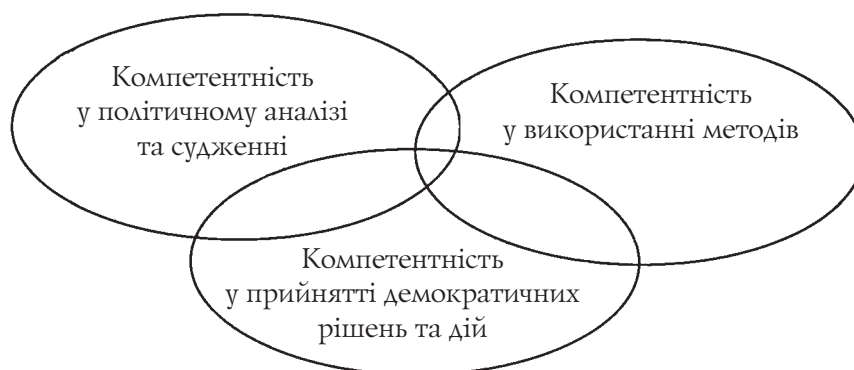 Компетентність
у політичному аналізі
та судженні
Компетентність
у використанні методів
Компетентність
у прийнятті демократичних
рішень та дій